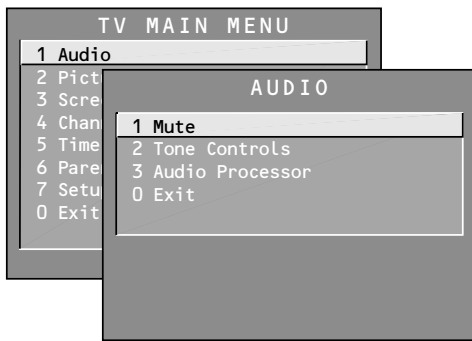 TV MAIN MENU
1 Audio
2 Pict
3 Scre
4 Chan
5 Time
6 Pare
7 Setu
0 Exit
AUDIO
1 Mute
2 Tone Controls
3 Audio Processor
0 Exit